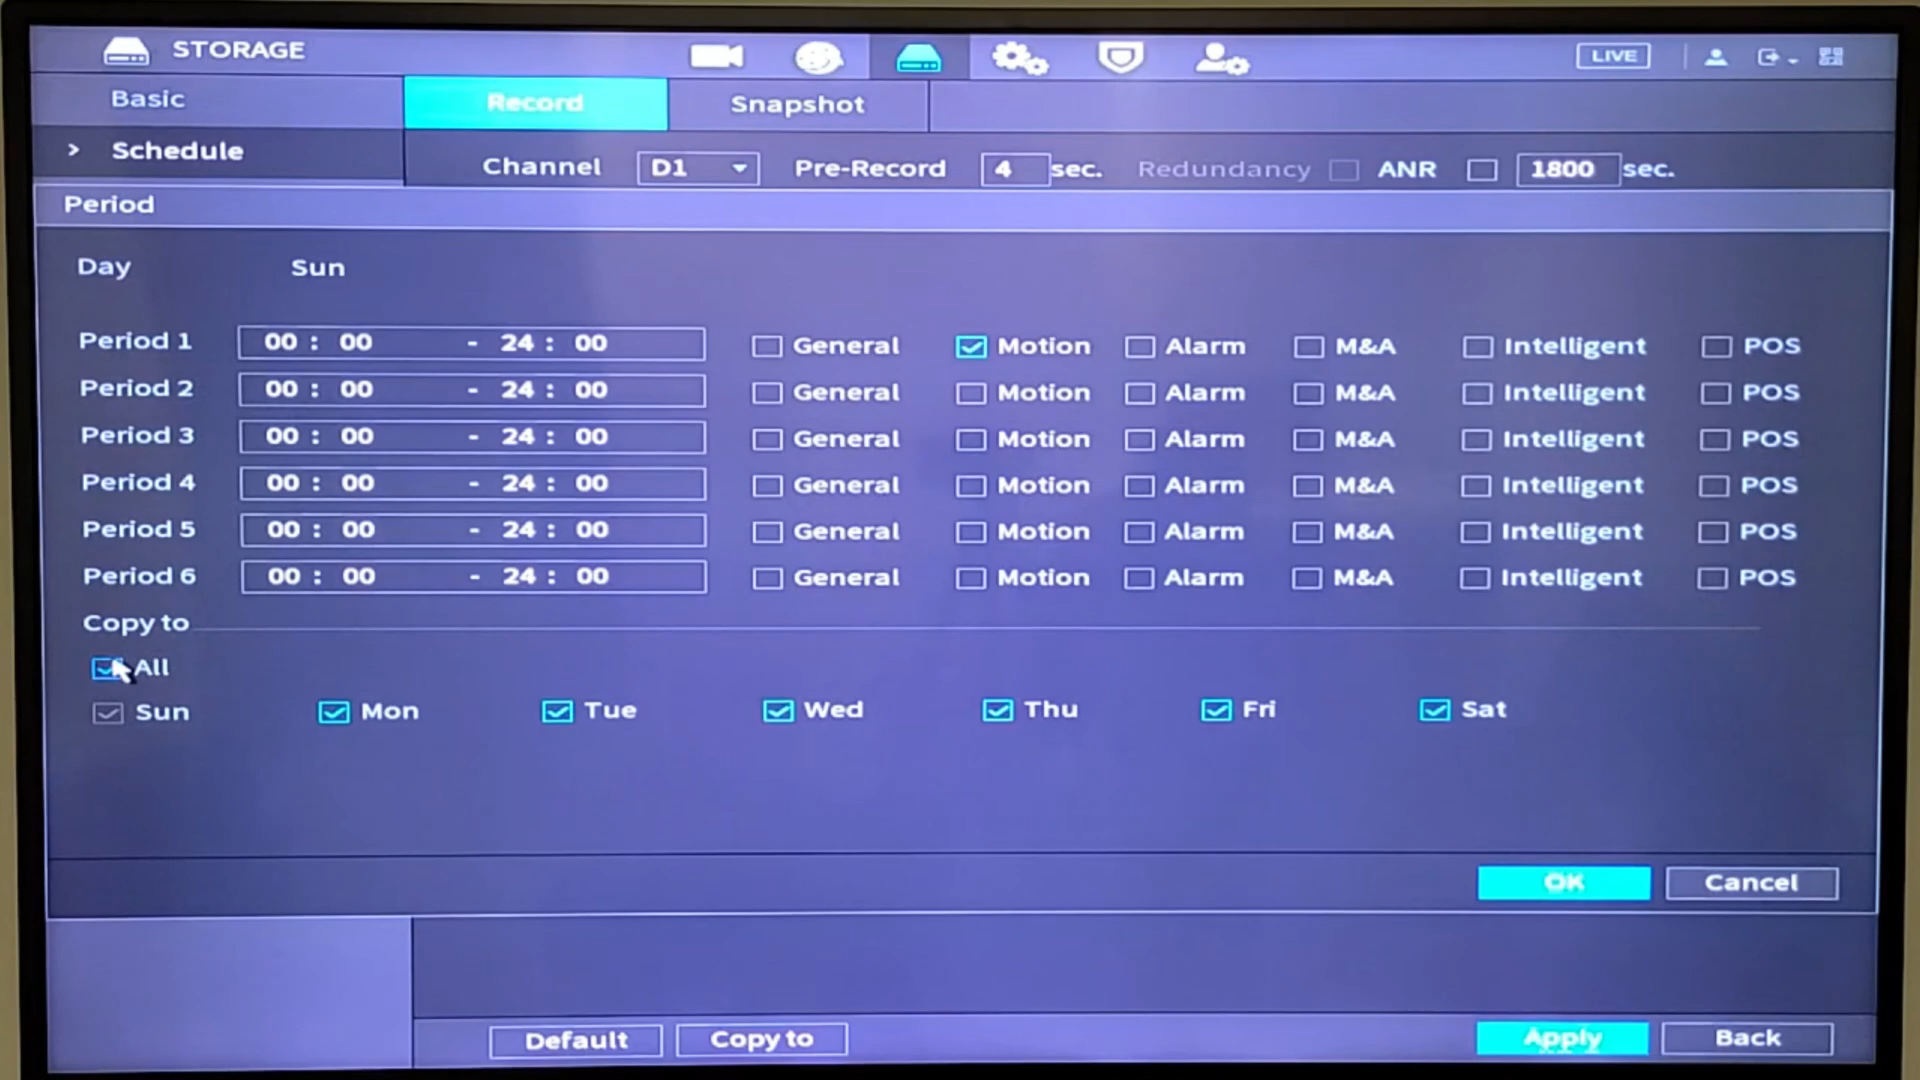 STORAGE LIVE
Basic Record Snapshot
> Schedule Channel D1 Pre-Record 4 sec. Redundancy ANR 1800 sec.
Period
Day Sun
Period 1 00 : 00 - 24 : 00 General Motion Alarm M&A Intelligent POS
Period 2 00 : 00 - 24 : 00 General Motion Alarm M&A Intelligent POS
Period 3 00 : 00 - 24 : 00 General Motion Alarm M&A Intelligent POS
Period 4 00 : 00 - 24 : 00 General Motion Alarm M&A Intelligent POS
Period 5 00 : 00 - 24 : 00 General Motion Alarm M&A Intelligent POS
Period 6 00 : 00 - 24 : 00 General Motion Alarm M&A Intelligent POS
Copy to
All
Sun Mon Tue Wed Thu Fri Sat
OK Cancel
Default Copy to Apply Back